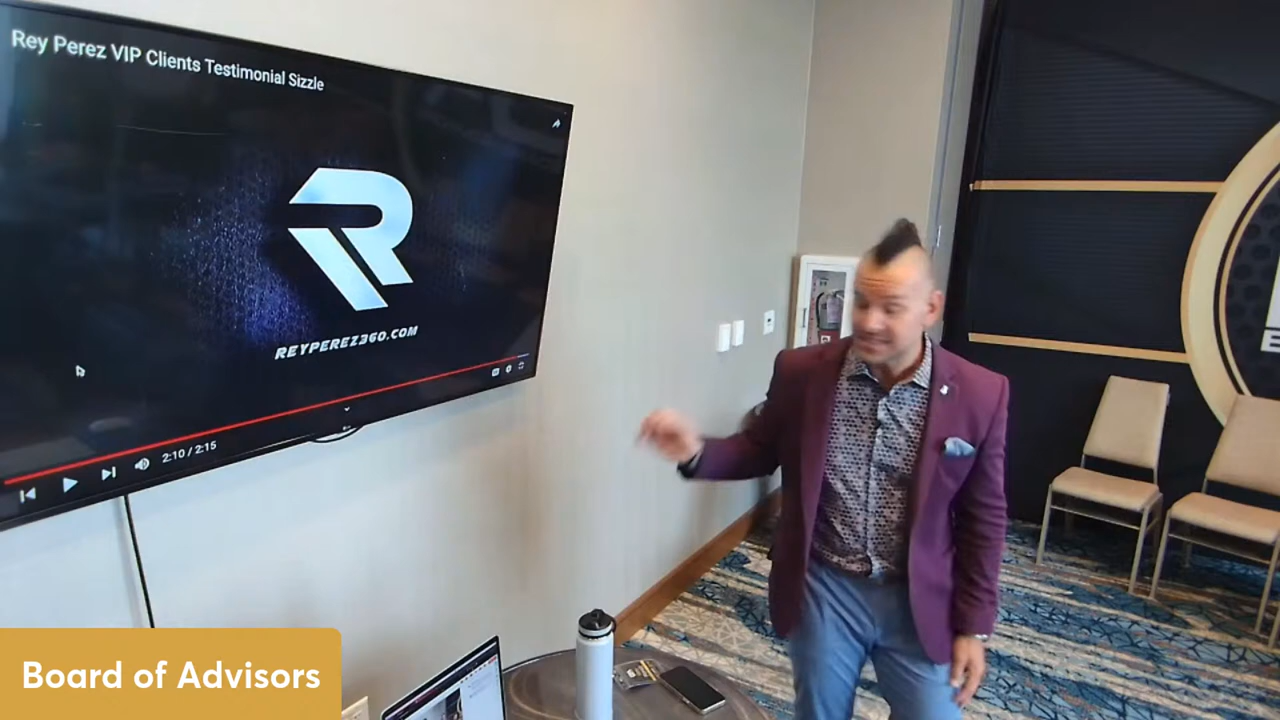 Rey Perez VIP Clients Testimonial Sizzle
R
REYPEREZ360.COM
2:10 / 2:15
Board of Advisors